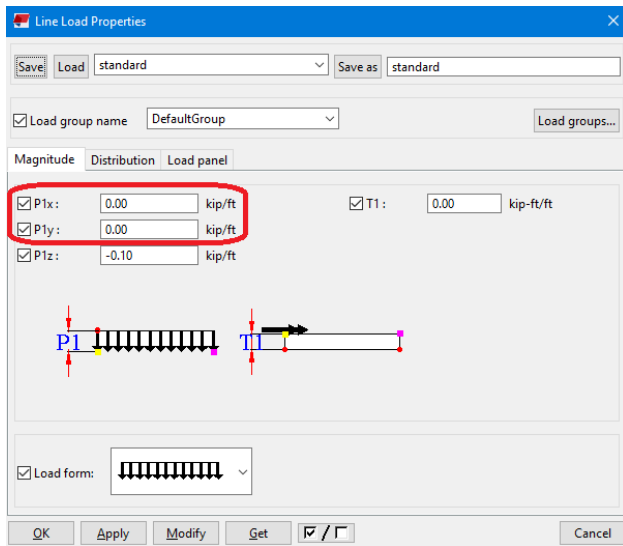 Line Load Properties
Save Load standard Save as standard
Load group name DefaultGroup Load groups...
Magnitude Distribution Load panel
P1x : 0.00 kip/ft T1 : 0.00 kip-ft/ft
P1y : 0.00 kip/ft
P1z : -0.10 kip/ft
P1 T1
Load form:
OK Apply Modify Get / Cancel